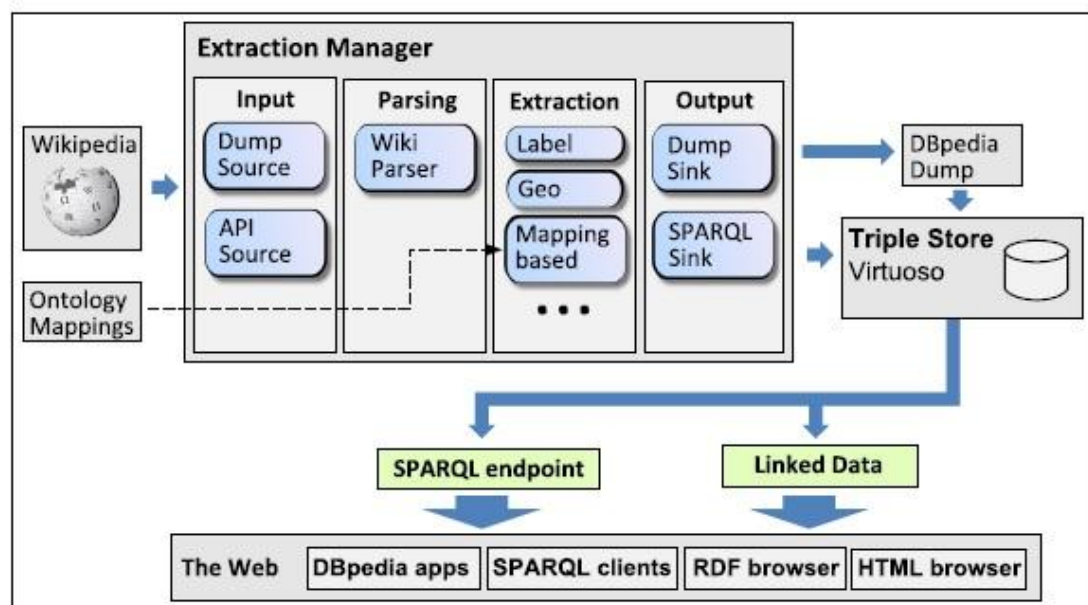 Extraction Manager
Input
Parsing
Extraction
Output
Wikipedia
Dump
Source
API
Source
Wiki
Parser
Label
Geo
Mapping
based
• • •
Dump
Sink
SPARQL
Sink
DBpedia
Dump
Triple Store
Virtuoso
Ontology
Mappings
SPARQL endpoint
Linked Data
The Web
DBpedia apps
SPARQL clients
RDF browser
HTML browser